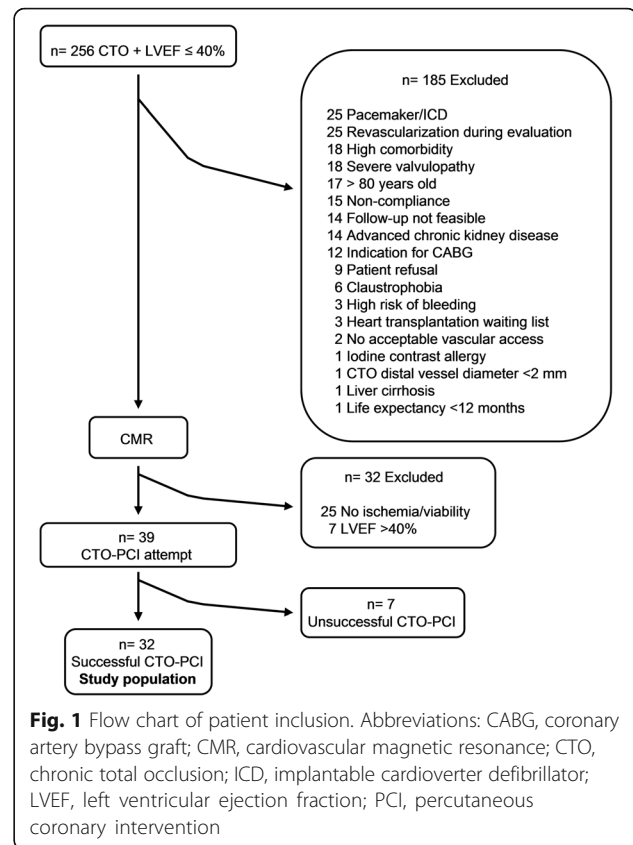 n= 256 CTO + LVEF ≤ 40%
n= 185 Excluded
25 Pacemaker/ICD
25 Revascularization during evaluation
18 High comorbidity
18 Severe valvulopathy
17 > 80 years old
15 Non-compliance
14 Follow-up not feasible
14 Advanced chronic kidney disease
12 Indication for CABG
9 Patient refusal
6 Claustrophobia
3 High risk of bleeding
3 Heart transplantation waiting list
2 No acceptable vascular access
1 Iodine contrast allergy
1 CTO distal vessel diameter <2 mm
1 Liver cirrhosis
1 Life expectancy <12 months
CMR
n= 32 Excluded
25 No ischemia/viability
7 LVEF >40%
n= 39
CTO-PCI attempt
n= 7
Unsuccessful CTO-PCI
n= 32
Successful CTO-PCI
Study population
Fig. 1 Flow chart of patient inclusion. Abbreviations: CABG, coronary
artery bypass graft; CMR, cardiovascular magnetic resonance; CTO,
chronic total occlusion; ICD, implantable cardioverter defibrillator;
LVEF, left ventricular ejection fraction; PCI, percutaneous
coronary intervention